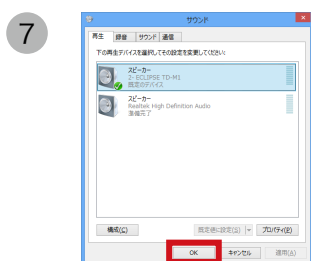 7
サウンド
再生 録音 サウンド 通信
下の再生デバイスを選択してその設定を変更してください:
スピーカー
2- ECLIPSE TD-M1
既定のデバイス
スピーカー
Realtek High Definition Audio
準備完了
構成(C) 既定値に設定(S) プロパティ(P)
OK キャンセル 適用(A)